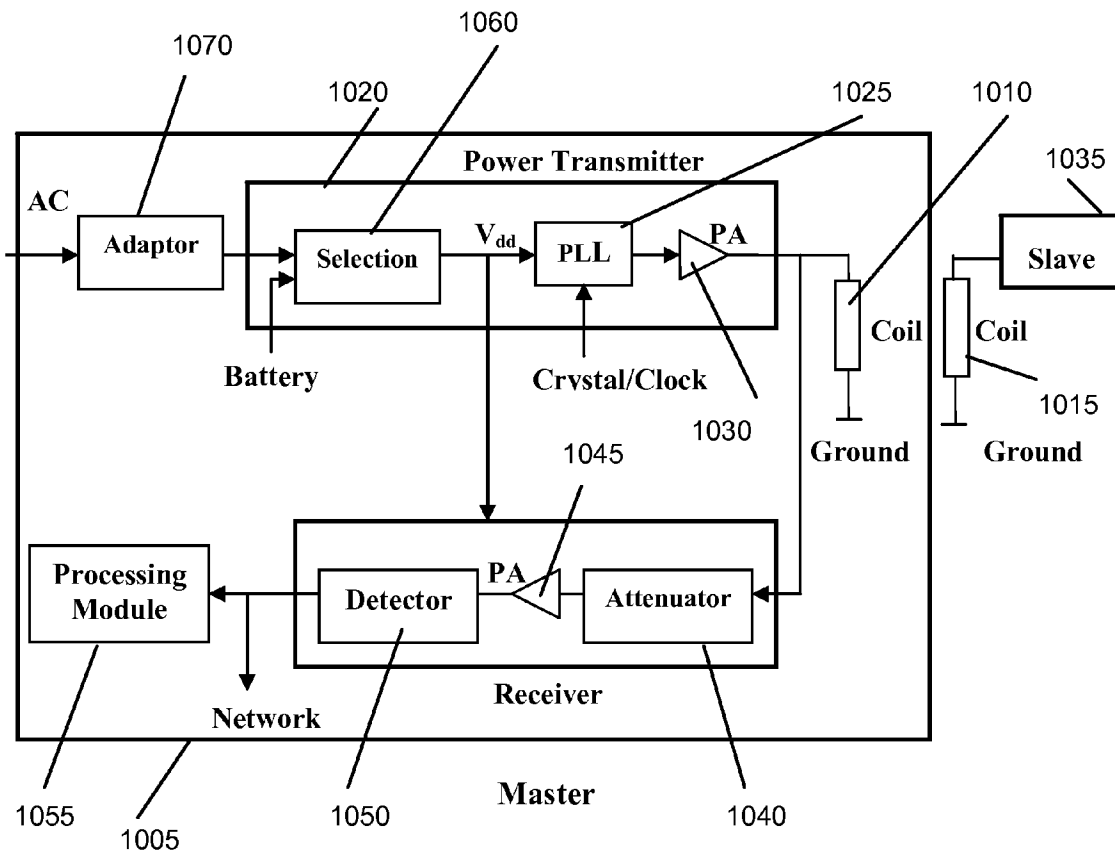 1070
1060
1020
1025
1010
1035
Power Transmitter
AC
Adaptor
Selection
Vdd
PLL
PA
Slave
Coil
Coil
Battery
Crvstal/Clock
1030
1015
Ground
Ground
1045
Processing
Module
Detector
PA
Attenuator
Receiver
Network
Master
1055
1005
1050
1040